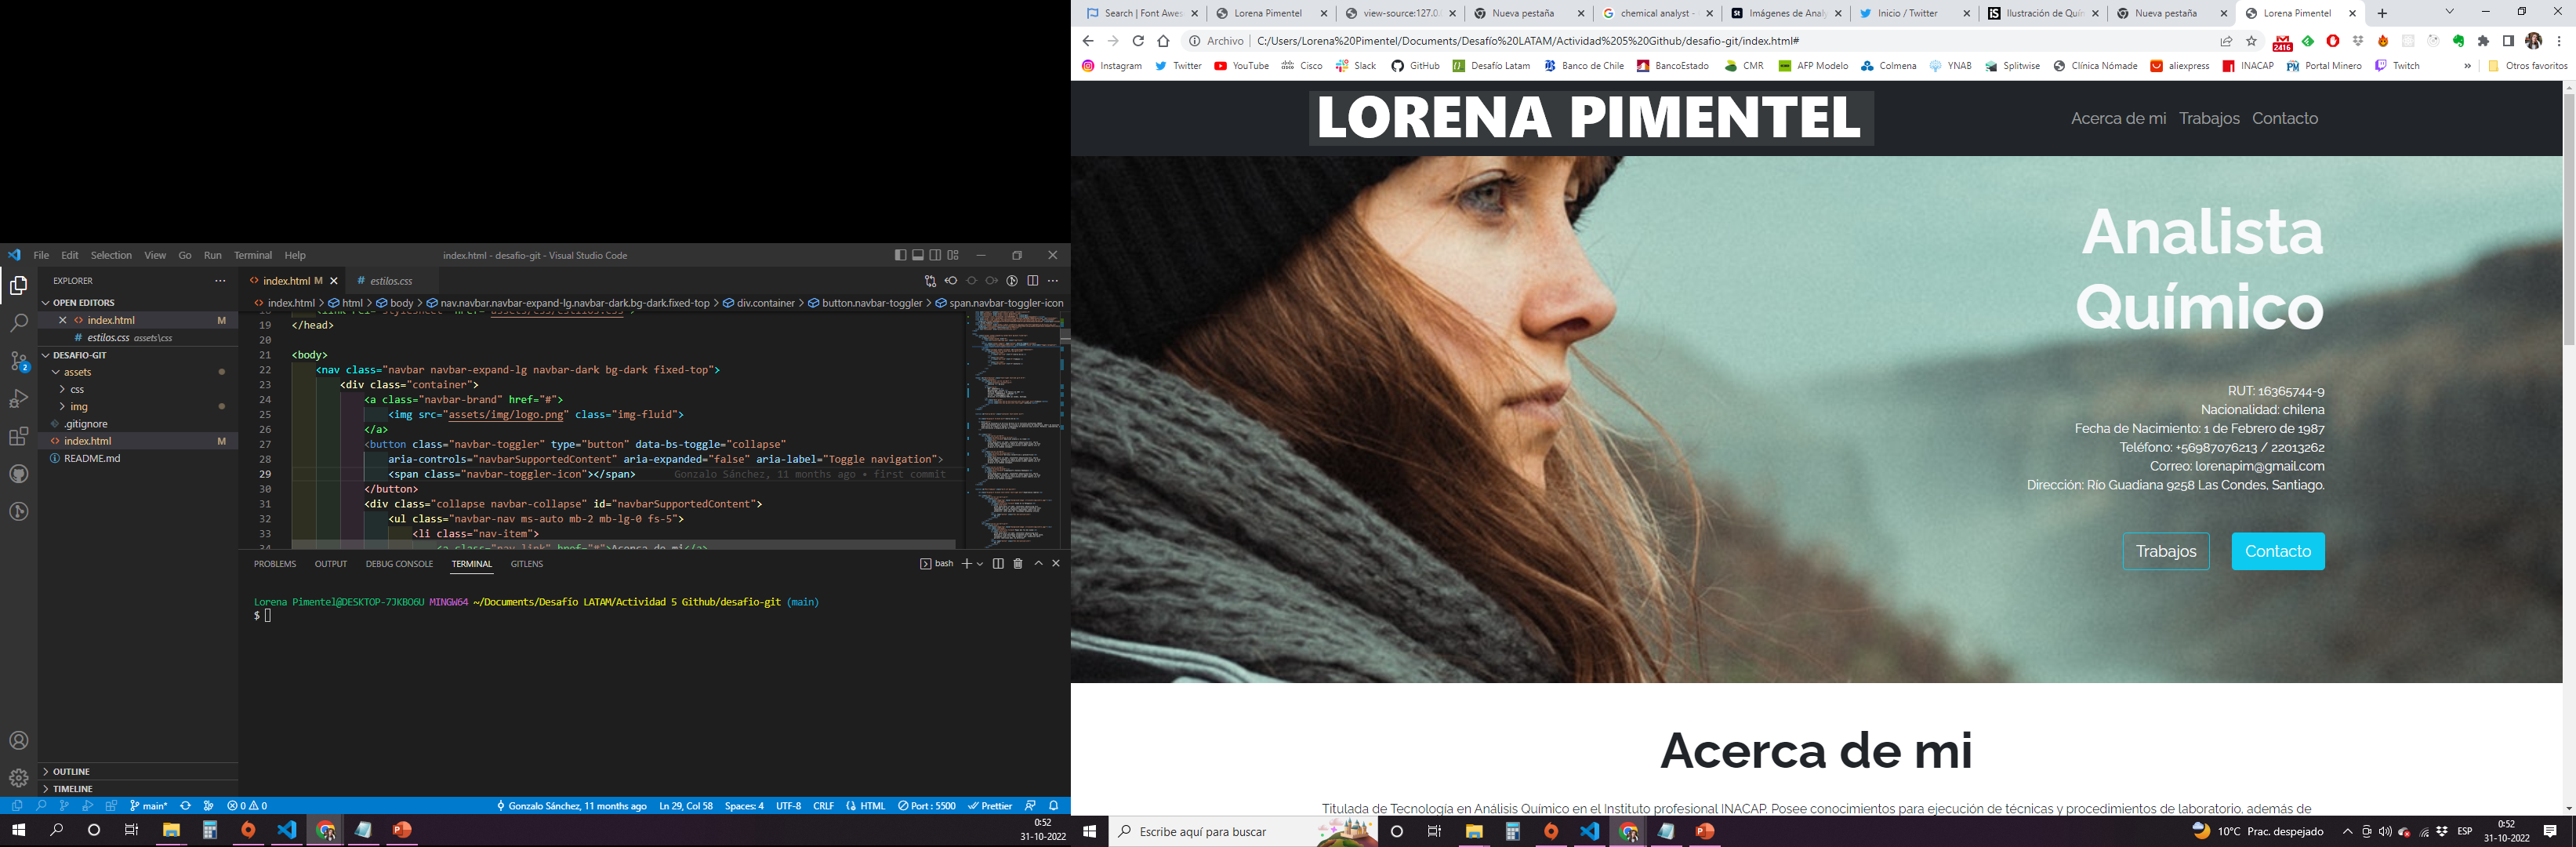 File Edit Selection View Go Run Terminal Help
index.html - desafio-git - Visual Studio Code
EXPLORER
OPEN EDITORS
index.html M
estilos.css assets\css
DESAFIO-GIT
assets
css
img
.gitignore
index.html M
README.md
OUTLINE
TIMELINE
index.html M
estilos.css
index.html > html > body > nav.navbar.navbar-expand-lg.navbar-dark.bg-dark.fixed-top > div.container > button.navbar-toggler > span.navbar-toggler-icon
19 </head>
20
21 <body>
22 <nav class="navbar navbar-expand-lg navbar-dark bg-dark fixed-top">
23 <div class="container">
24 <a class="navbar-brand" href="#">
25 <img src="assets/img/logo.png" class="img-fluid">
26 </a>
27 <button class="navbar-toggler" type="button" data-bs-toggle="collapse"
28 aria-controls="navbarSupportedContent" aria-expanded="false" aria-label="Toggle navigation">
29 <span class="navbar-toggler-icon"></span> Gonzalo Sánchez, 11 months ago • first commit
30 </button>
31 <div class="collapse navbar-collapse" id="navbarSupportedContent">
32 <ul class="navbar-nav ms-auto mb-2 mb-lg-0 fs-5">
33 <li class="nav-item">
34 <a class="nav-link" href="#">Acerca de mi</a>
PROBLEMS OUTPUT DEBUG CONSOLE TERMINAL GITLENS
bash
Lorena Pimentel@DESKTOP-7JKBO6U MINGW64 ~/Documents/Desafío LATAM/Actividad 5 Github/desafio-git (main)
$
main* 0 0 Gonzalo Sánchez, 11 months ago Ln 29, Col 58 Spaces: 4 UTF-8 CRLF HTML Port : 5500 Prettier
0:52
31-10-2022
Search | Font Awes Lorena Pimentel view-source:127.0. Nueva pestaña chemical analyst - Imágenes de Analy Inicio / Twitter Ilustración de Quím Nueva pestaña Lorena Pimentel
Archivo | C:/Users/Lorena%20Pimentel/Documents/Desafío%20LATAM/Actividad%205%20Github/desafio-git/index.html#
2416
Instagram Twitter YouTube Cisco Slack GitHub Desafío Latam Banco de Chile BancoEstado CMR AFP Modelo Colmena YNAB Splitwise Clínica Nómade aliexpress INACAP Portal Minero Twitch » Otros favoritos
LORENA PIMENTEL
Acerca de mi Trabajos Contacto
Analista
Químico
RUT: 16365744-9
Nacionalidad: chilena
Fecha de Nacimiento: 1 de Febrero de 1987
Teléfono: +56987076213 / 22013262
Correo: lorenapim@gmail.com
Dirección: Río Guadiana 9258 Las Condes, Santiago.
Trabajos Contacto
Acerca de mi
Titulada de Tecnología en Análisis Químico en el Instituto profesional INACAP. Posee conocimientos para ejecución de técnicas y procedimientos de laboratorio, además de
Escribe aquí para buscar
10°C Prac. despejado
ESP
0:52
31-10-2022